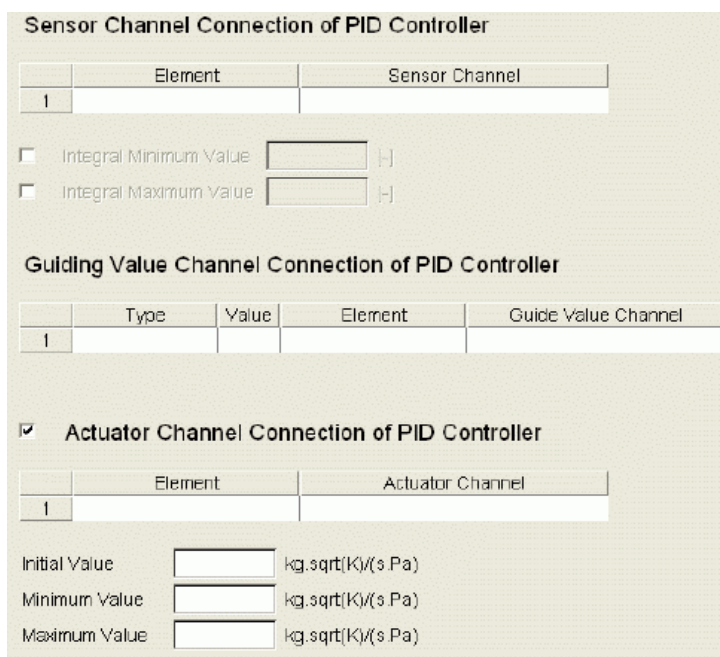 Sensor Channel Connection of PID Controller
Element Sensor Channel
1
Integral Minimum Value [-]
Integral Maximum Value [-]
Guiding Value Channel Connection of PID Controller
Type Value Element Guide Value Channel
1
Actuator Channel Connection of PID Controller
Element Actuator Channel
1
Initial Value kg.sqrt(K)/(s.Pa)
Minimum Value kg.sqrt(K)/(s.Pa)
Maximum Value kg.sqrt(K)/(s.Pa)